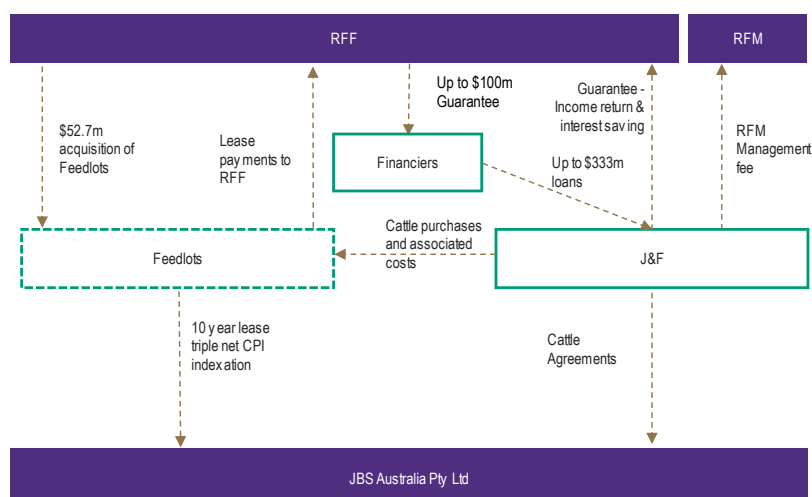 RFF
RFM
$52.7m
acquisition of
Feedlots
Lease
payments to
RFF
Up to $100m
Guarantee
Guarantee -
Income return &
interest saving
RFM
Management
fee
Financiers
Up to $333m
loans
Feedlots
Cattle purchases
and associated
costs
J&F
10 year lease
triple net CPI
indexation
Cattle
Agreements
JBS Australia Pty Ltd